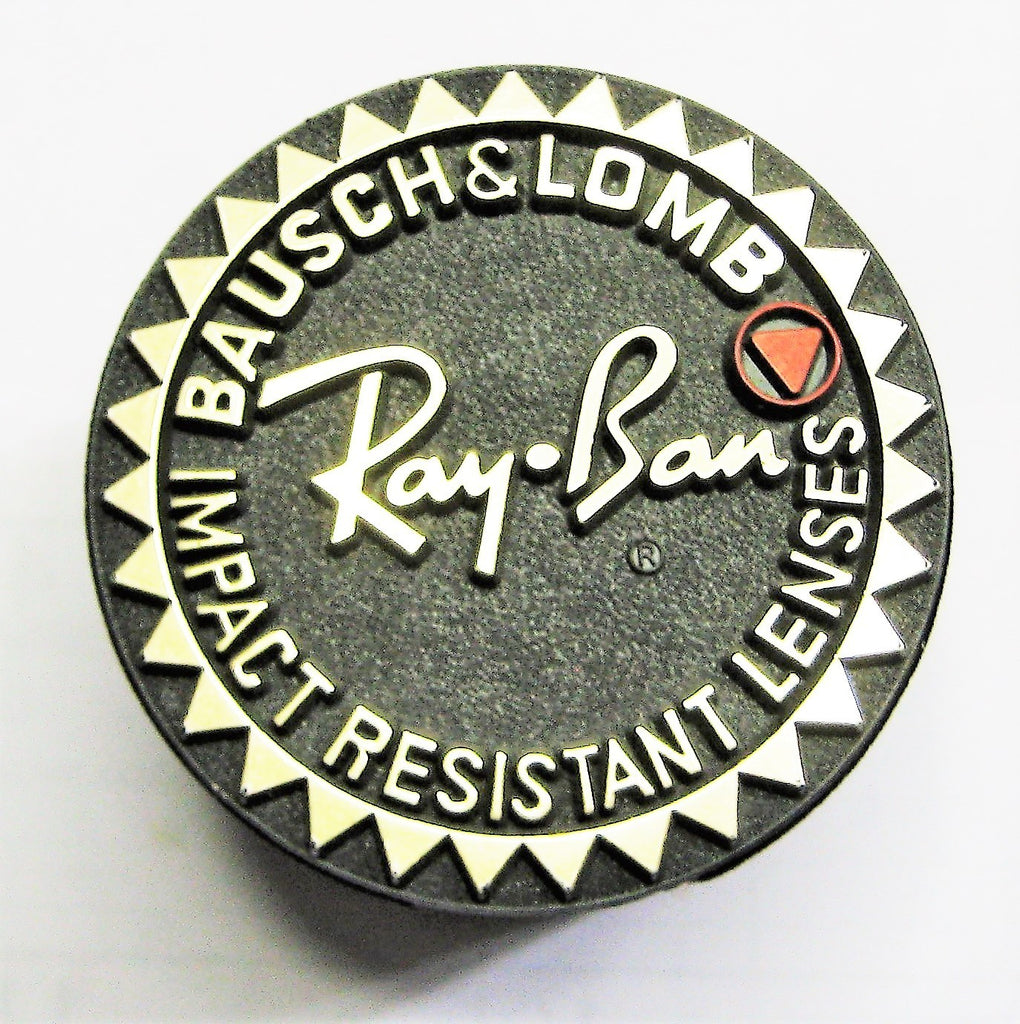 BAUSCH & LOMB
Ray-Ban
®
IMPACT RESISTANT LENSES